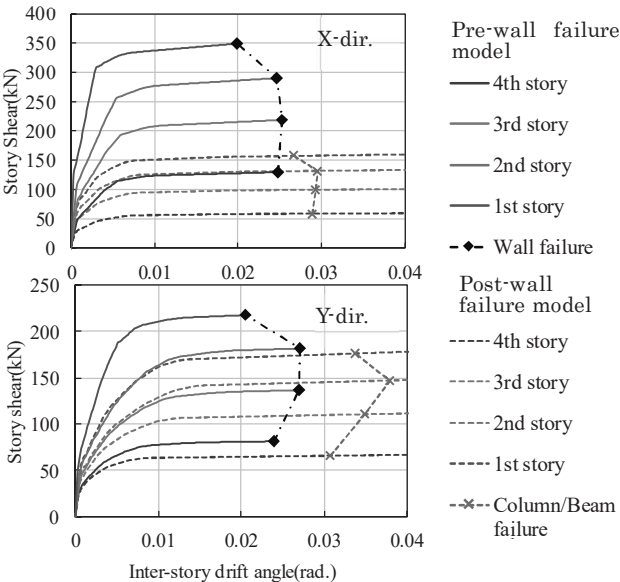 400
350
300
250
200
150
100
50
0
Story Shear(kN)
X-dir.
0 0.01 0.02 0.03 0.04
250
200
150
100
50
0
Story shear(kN)
Y-dir.
0 0.01 0.02 0.03 0.04
Inter-story drift angle(rad.)
Pre-wall failure
model
4th story
3rd story
2nd story
1st story
Wall failure
Post-wall
failure model
4th story
3rd story
2nd story
1st story
Column/Beam
failure